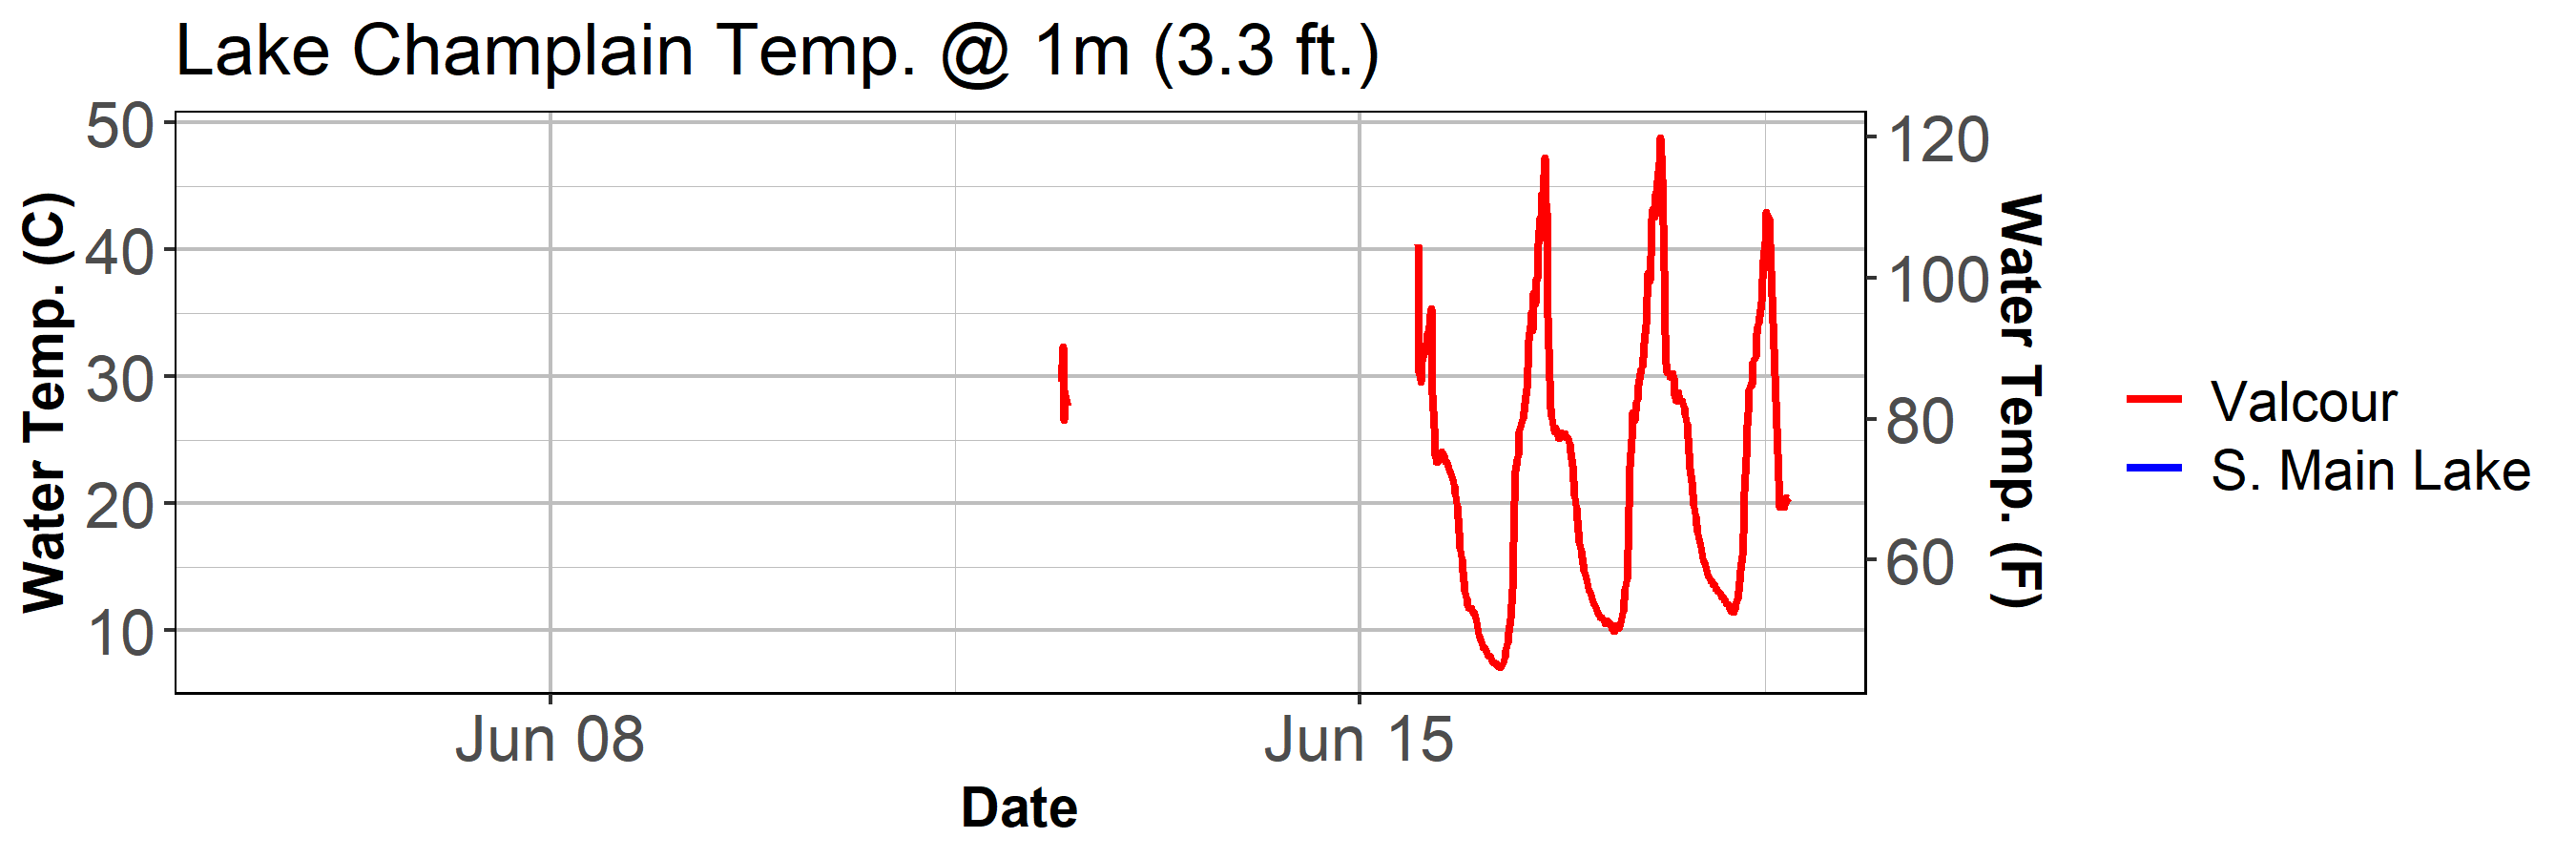 Lake Champlain Temp. @ 1m (3.3 ft.)
Water Temp. (C)
50
40
30
20
10
120
100
80
60
Water Temp. (F)
Jun 08
Jun 15
Date
Valcour
S. Main Lake